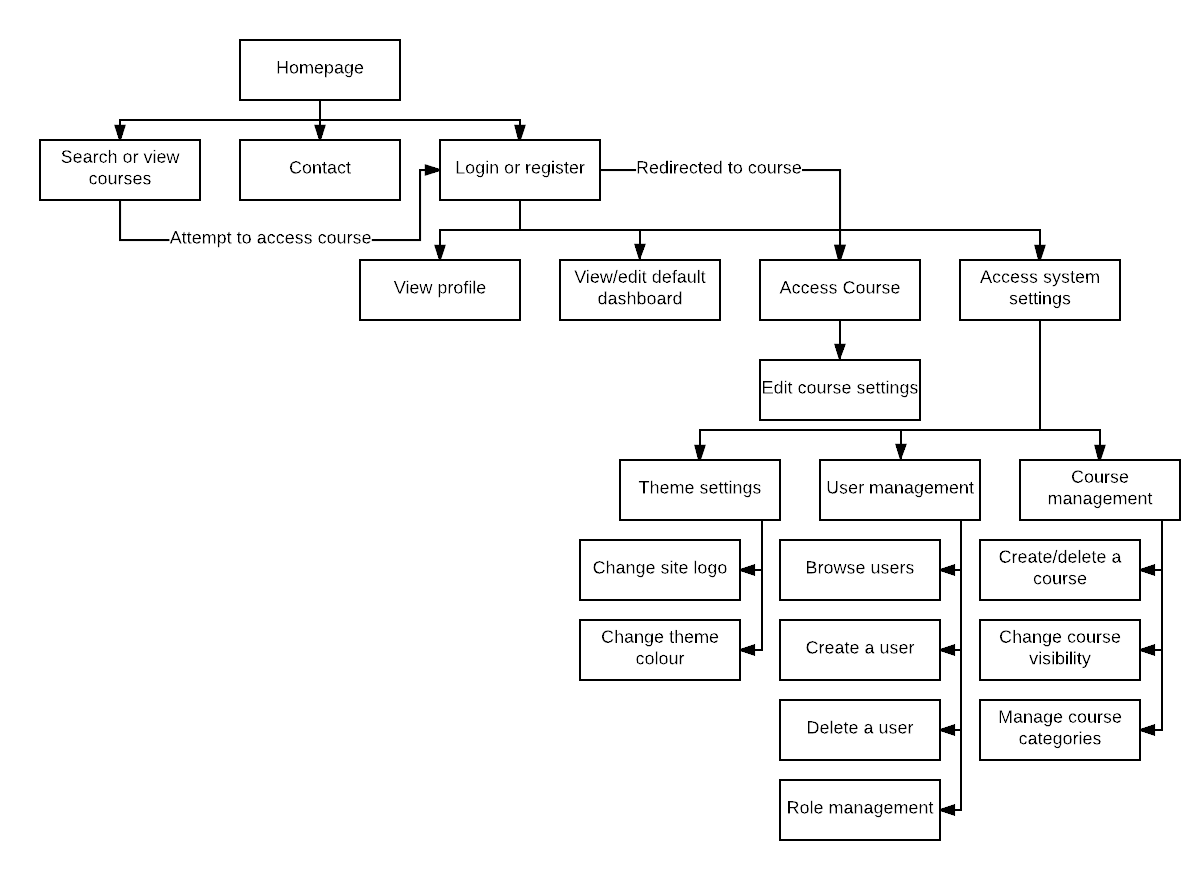 Homepage
Search or view
courses
Contact
Login or register
Redirected to course
Attempt to access course
View profile
View/edit default
dashboard
Access Course
Access system
settings
Edit course settings
Theme settings
User management
Course
management
Change site logo
Browse users
Create/delete a
course
Change theme
colour
Create a user
Change course
visibility
Delete a user
Manage course
categories
Role management